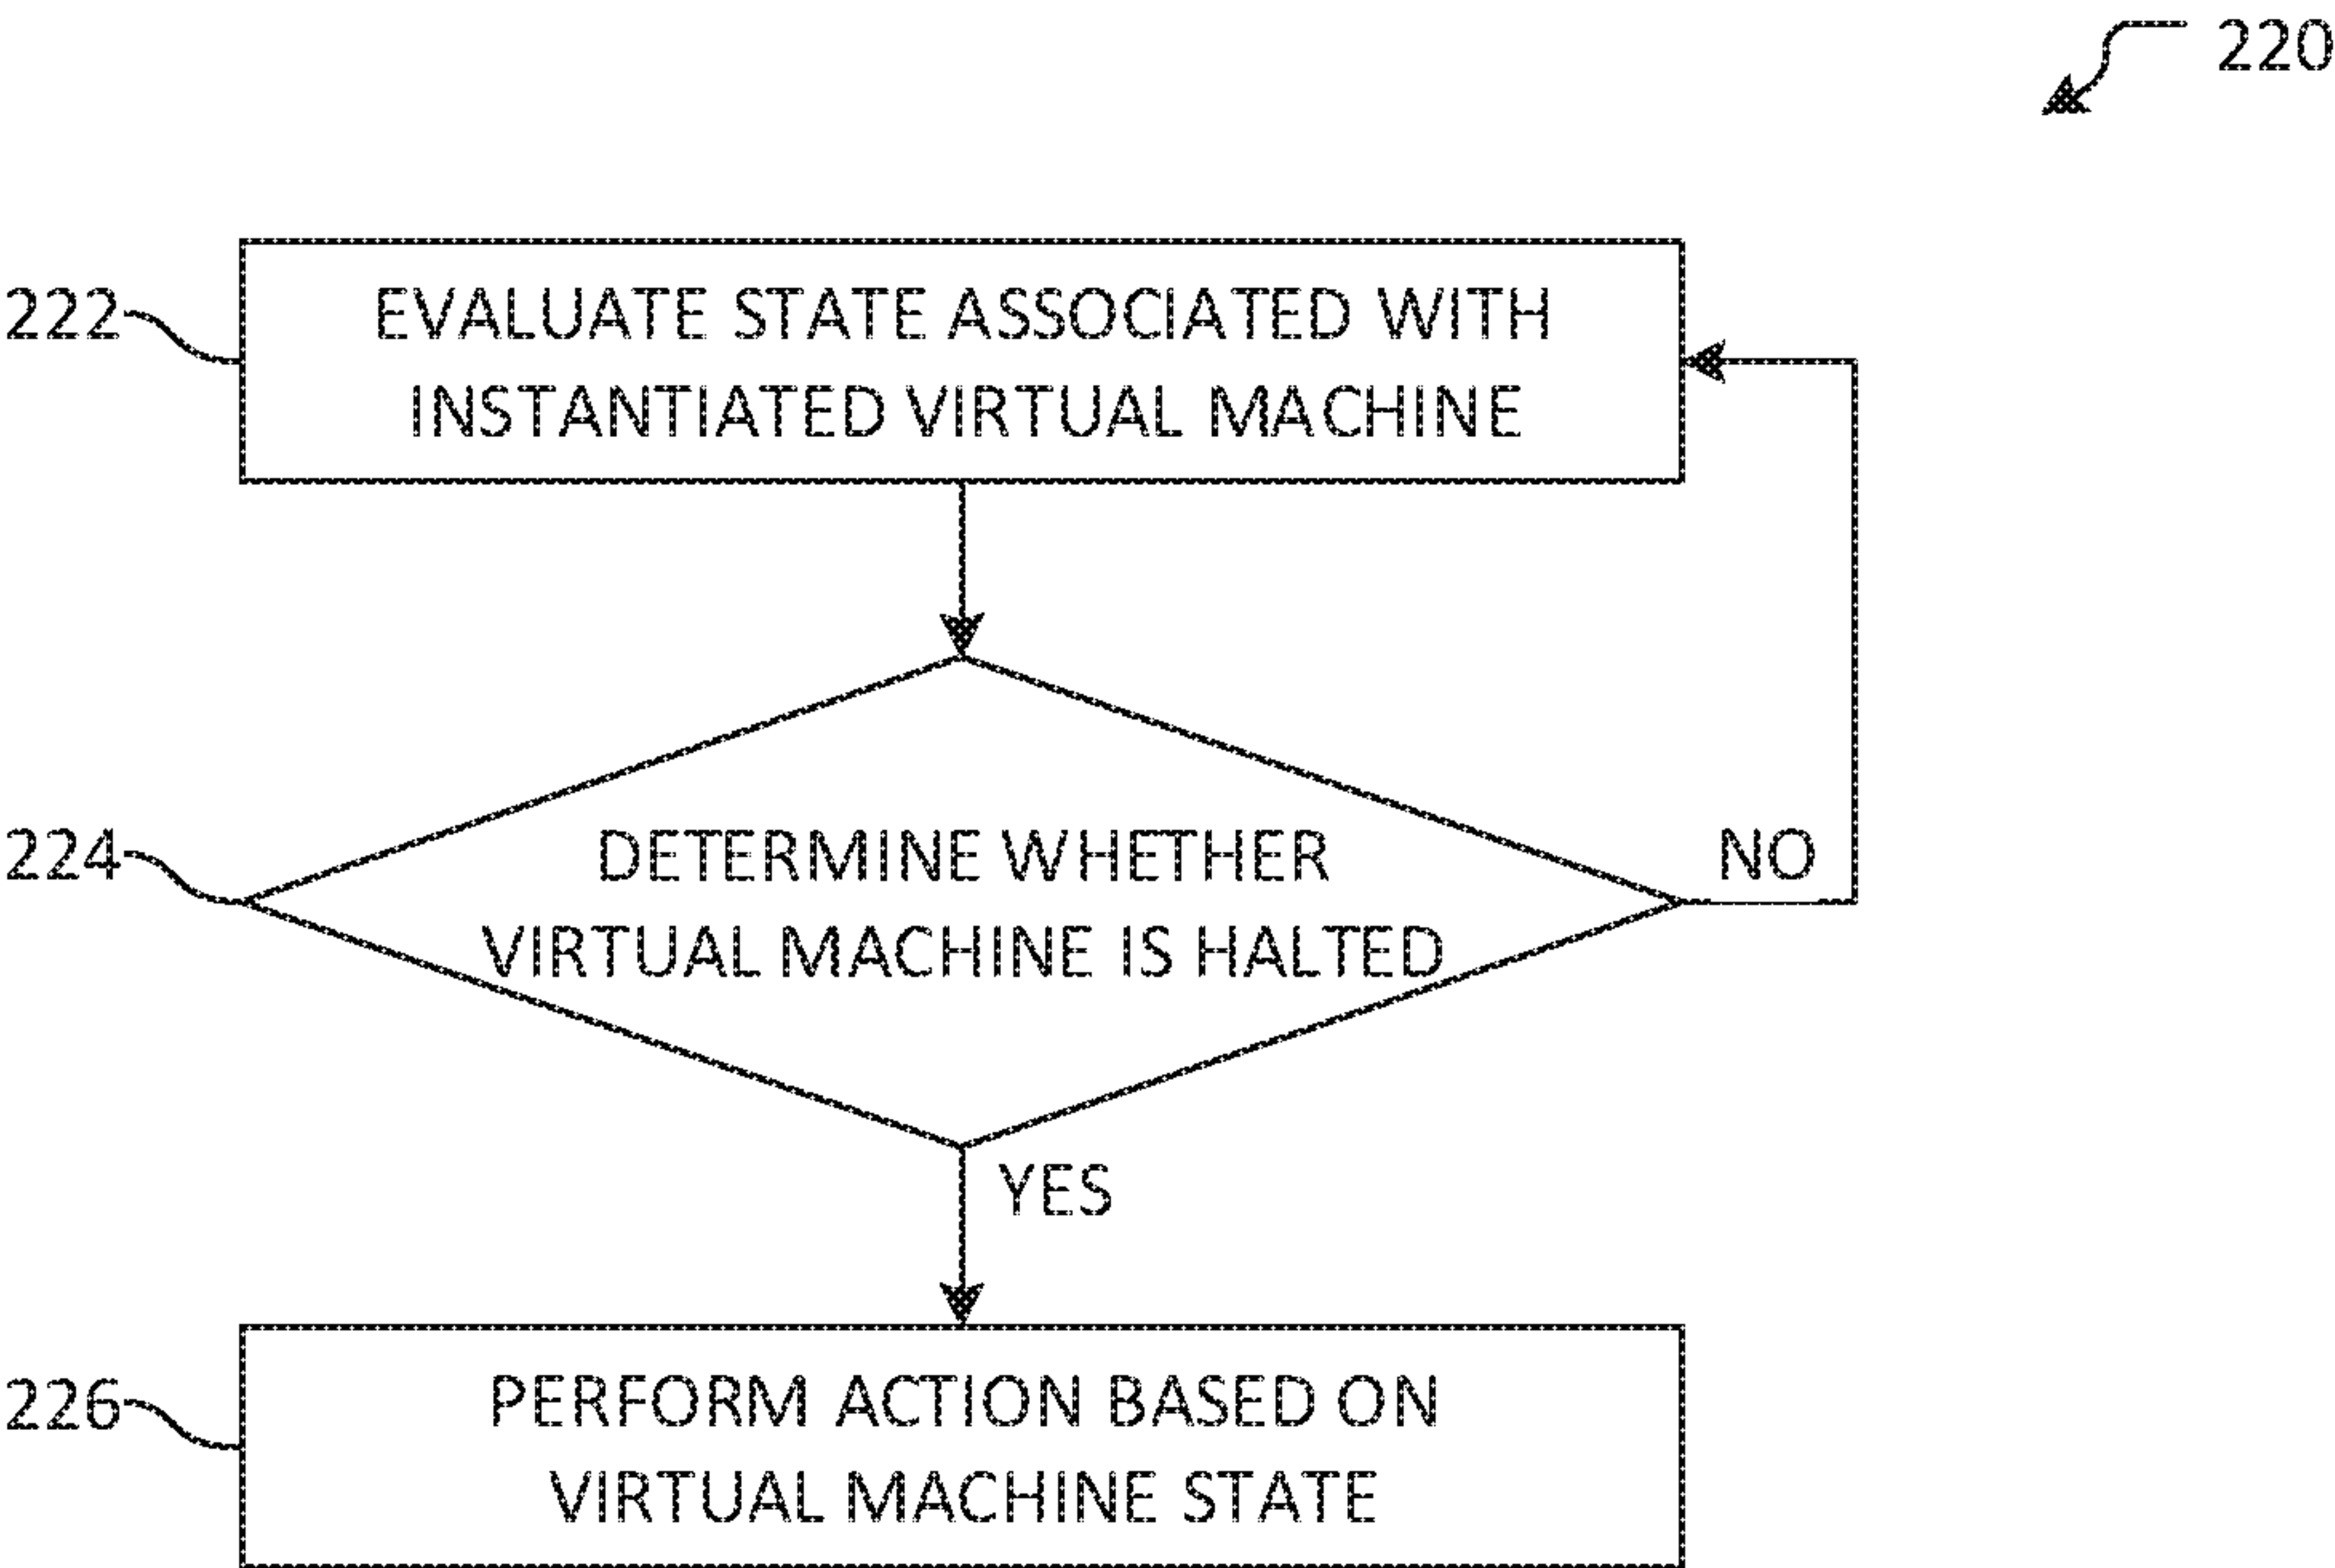 220
222
EVALUATE STATE ASSOCIATED WITH
INSTANTIATED VIRTUAL MACHINE
224
DETERMINE WHETHER
VIRTUAL MACHINE IS HALTED
NO
YES
226
PERFORM ACTION BASED ON
VIRTUAL MACHINE STATE